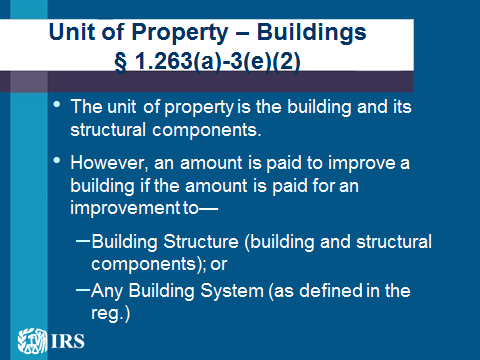 Unit of Property – Buildings
§ 1.263(a)-3(e)(2)
• The unit of property is the building and its
structural components.
• However, an amount is paid to improve a
building if the amount is paid for an
improvement to—
–Building Structure (building and structural
components); or
–Any Building System (as defined in the
reg.)
IRS